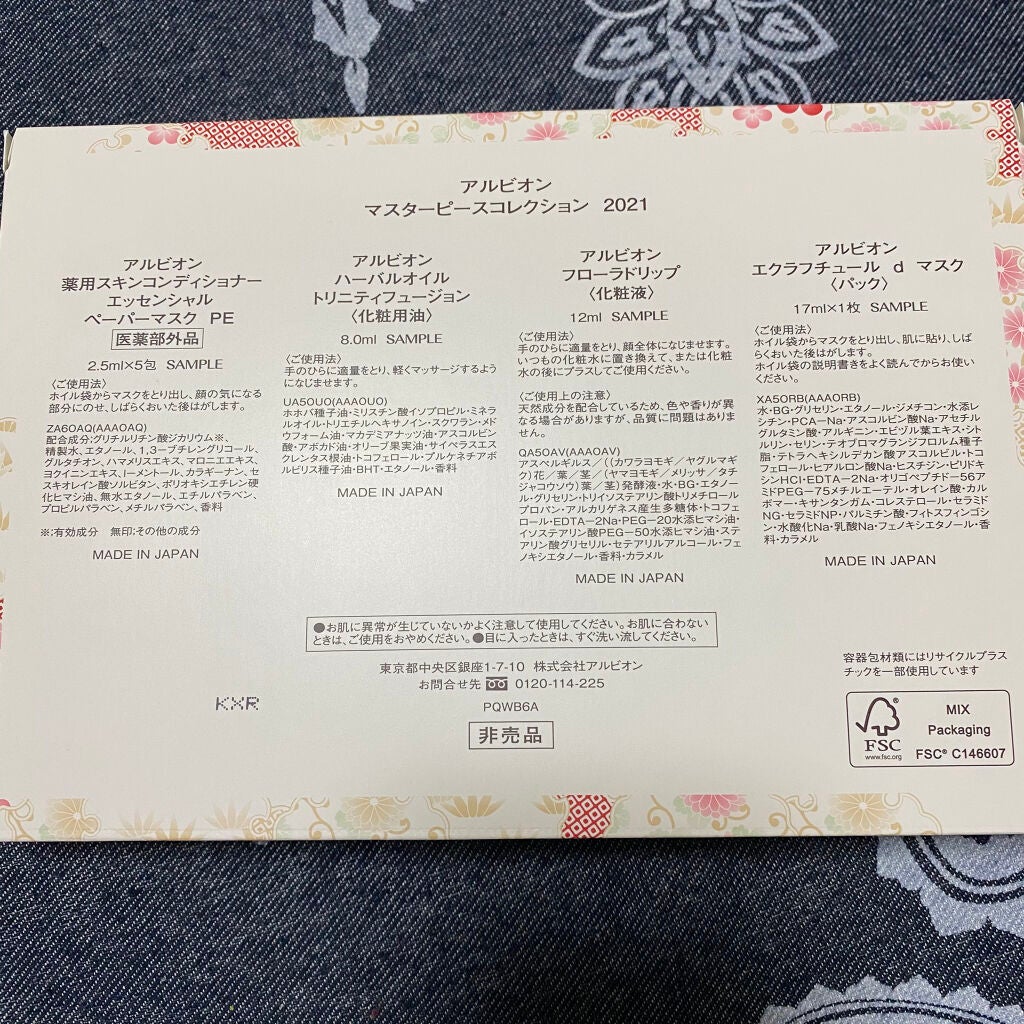 アルビオン
マスターピースコレクション 2021
アルビオン
薬用スキンコンディショナー
エッセンシャル
ペーパーマスク PE
医薬部外品
2.5ml×5包 SAMPLE
〈ご使用法〉
ホイル袋からマスクをとり出し、顔の気になる
部分にのせ、しばらくおいた後はがします。
ZA60AQ(AAAOAQ)
配合成分:グリチルリチン酸ジカリウム※、
精製水、エタノール、1,3-ブチレングリコール、
グルタチオン、ハマメリスエキス、マロニエエキス、
ヨクイニンエキス、l-メントール、カラギーナン、セ
スキオレイン酸ソルビタン、ポリオキシエチレン硬
化ヒマシ油、無水エタノール、エチルパラベン、
プロピルパラベン、メチルパラベン、香料
※:有効成分 無印:その他の成分
MADE IN JAPAN
アルビオン
ハーバルオイル
トリニティフュージョン
〈化粧用油〉
8.0ml SAMPLE
〈ご使用法〉
手のひらに適量をとり、軽くマッサージするよう
になじませます。
UA50UO(AAAOUO)
ホホバ種子油・ミリスチン酸イソプロピル・ミネラ
ルオイル・トリエチルヘキサノイン・スクワラン・メド
ウフォーム油・マカデミアナッツ油・アスコルビン
酸・アボカド油・オリーブ果実油・サイペラスエス
クレンタス根油・トコフェロール・プルケネチアボ
ルビリス種子油・BHT・エタノール・香料
MADE IN JAPAN
アルビオン
フローラドリップ
〈化粧液〉
12ml SAMPLE
〈ご使用法〉
手のひらに適量をとり、顔全体になじませます。
いつもの化粧水に置き換えて、または化粧
水の後にプラスしてご使用ください。
〈ご使用上の注意〉
天然成分を配合しているため、色や香りが異
なる場合がありますが、品質に問題はありま
せん。
QA50AV(AAAOAV)
アスペルギルス/((カワラヨモギ/ヤグルマギ
ク)花/葉/茎/(ヤマヨモギ/メリッサ/タチ
ジャコウソウ)葉/茎)発酵液・水・BG・エタノー
ル・グリセリン・トリイソステアリン酸トリメチロール
プロパン・アルカリゲネス産生多糖体・トコフェ
ロール・EDTA-2Na・PEG-20水添ヒマシ油・
イソステアリン酸PEG-50水添ヒマシ油・ステ
アリン酸グリセリル・セテアリルアルコール・フェ
ノキシエタノール・香料・カラメル
MADE IN JAPAN
アルビオン
エクラフチュール d マスク
〈パック〉
17ml×1枚 SAMPLE
〈ご使用法〉
ホイル袋からマスクをとり出し、肌に貼り、しば
らくおいた後はがします。
ホイル袋の説明書きをよく読んでからお使い
ください。
XA50RB(AAAORB)
水・BG・グリセリン・エタノール・ジメチコン・水添レ
シチン・PCA-Na・アスコルビン酸Na・アセチル
グルタミン酸・アルギニン・エビヅル葉エキス・シト
ルリン・セリン・テオブロマグランジフロルム種子
脂・テトラヘキシルデカン酸アスコルビル・トコ
フェロール・ヒアルロン酸Na・ヒスチジン・ピリドキ
シンHCl・EDTA-2Na・オリゴペプチド-56ア
ミドPEG-75メチルエーテル・オレイン酸・カル
ボマー・キサンタンガム・コレステロール・セラミド
NG・セラミドNP・パルミチン酸・フィトスフィンゴシ
ン・水酸化Na・乳酸Na・フェノキシエタノール・香
料・カラメル
MADE IN JAPAN
●お肌に異常が生じていないかよく注意して使用してください。お肌に合わない
ときは、ご使用をおやめください。●目に入ったときは、すぐ洗い流してください。
東京都中央区銀座1-7-10 株式会社アルビオン
お問合せ先 0120-114-225
PQWB6A
非売品
KXR
容器包材類にはリサイクルプラス
チックを一部使用しています
FSC
www.fsc.org
MIX
Packaging
FSC® C146607